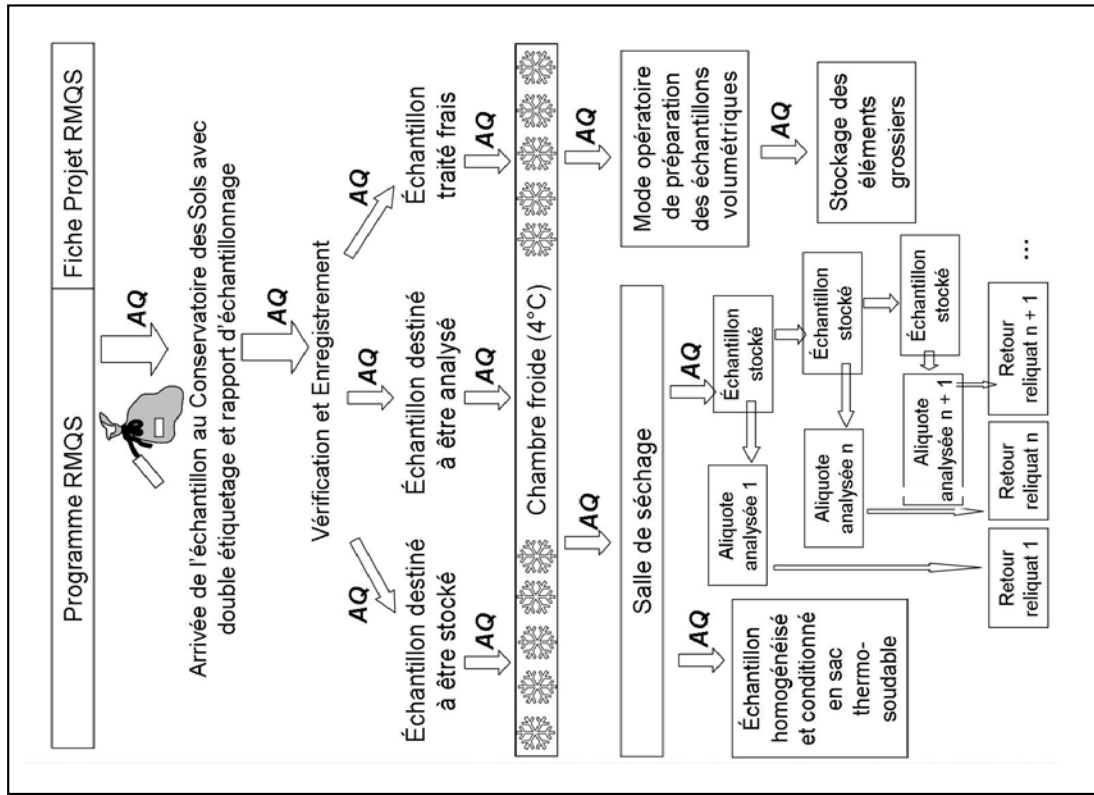 Programme RMQS
Fiche Projet RMQS
AQ
Arrivée de l'échantillon au Conservatoire des Sols avec
double étiquetage et rapport d'échantillonnage
AQ
Vérification et Enregistrement
AQ
AQ
AQ
Échantillon destiné
à être stocké
Échantillon destiné
à être analysé
Échantillon
traité frais
AQ
AQ
AQ
Chambre froide (4°C)
AQ
AQ
Salle de séchage
Mode opératoire
de préparation
des échantillons
volumétriques
AQ
AQ
AQ
Échantillon
homogénéisé
et conditionné
en sac
thermo-
soudable
Échantillon
stocké
Aliquote
analysée 1
Échantillon
stocké
Aliquote
analysée n
Échantillon
stocké
Aliquote
analysée n + 1
Stockage des
éléments
grossiers
Retour
reliquat 1
Retour
reliquat n
Retour
reliquat n + 1
...